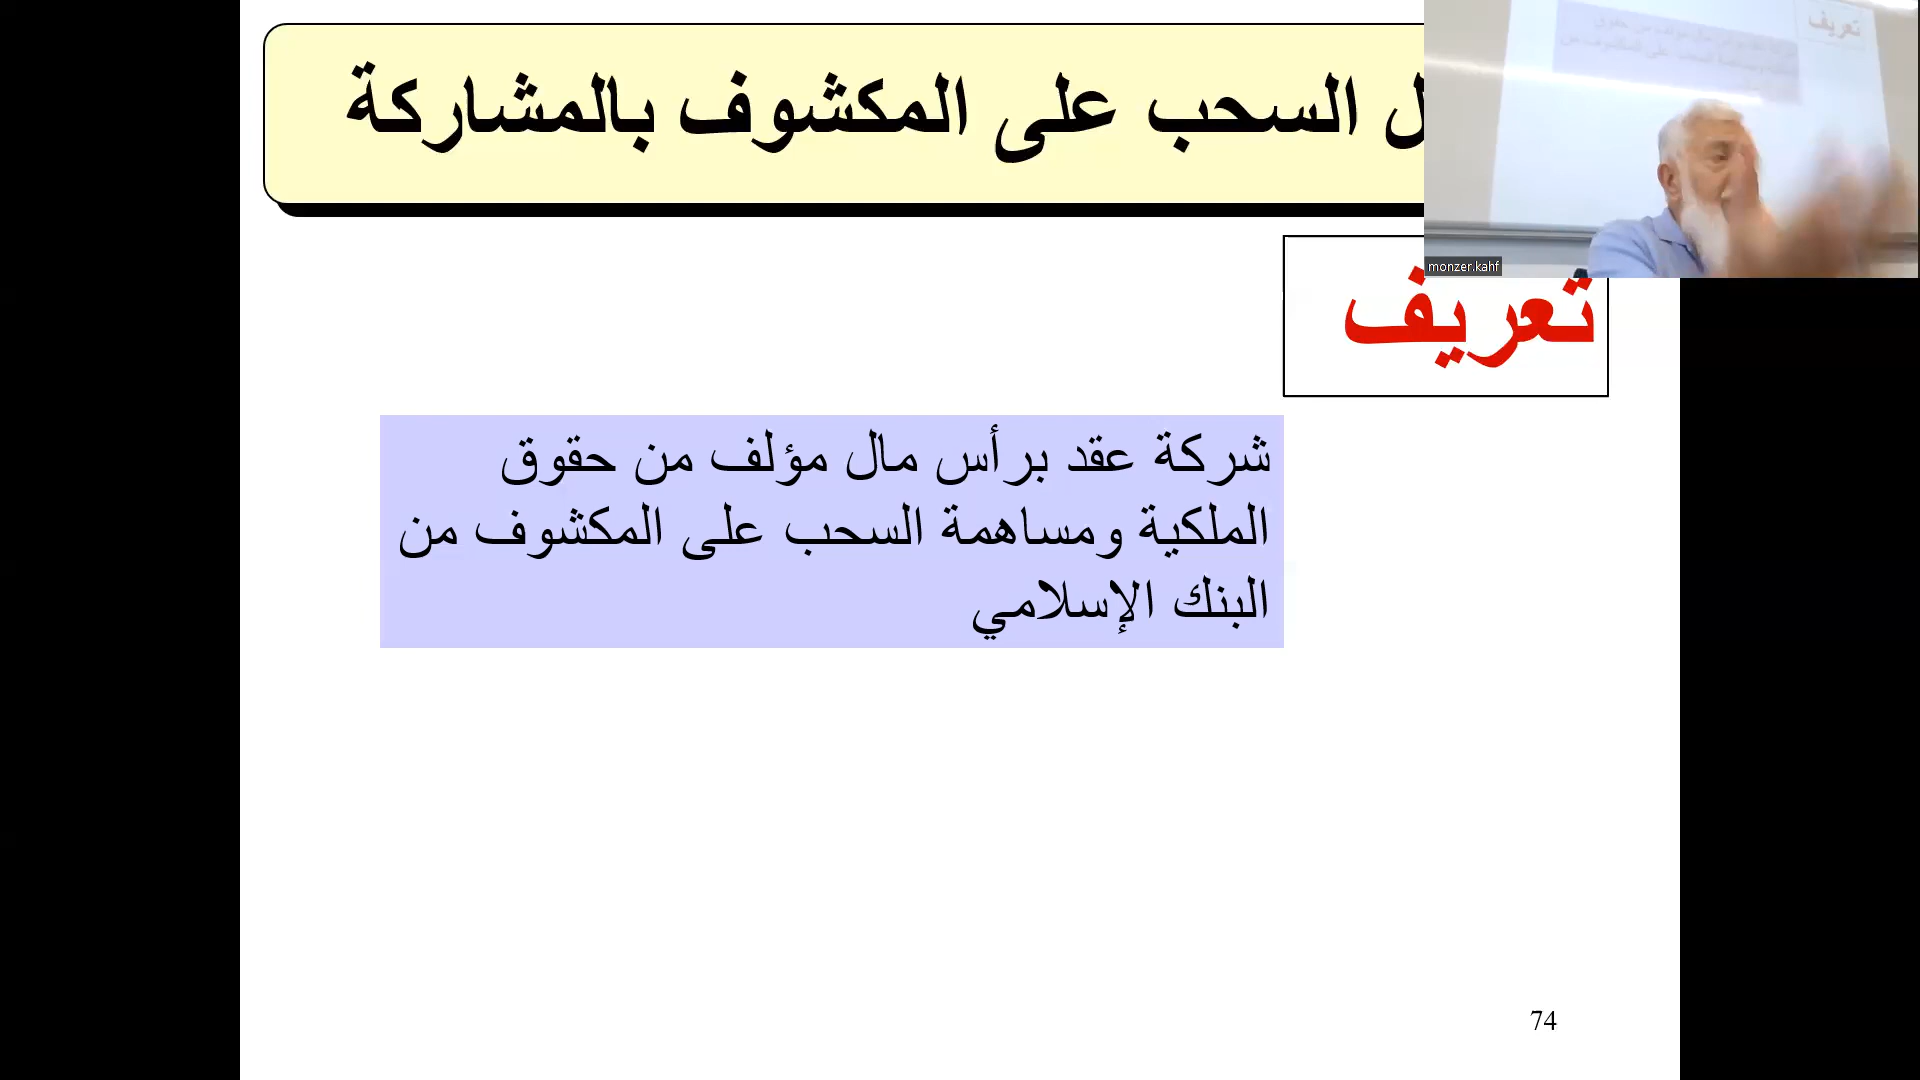 السحب على المكشوف بالمشاركة
monzer.kahf
تعريف
شركة عقد برأس مال مؤلف من حقوق
الملكية ومساهمة السحب على المكشوف من
البنك الإسلامي
74